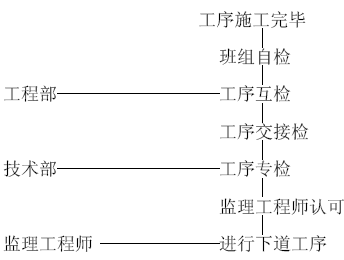 工序施工完毕
班组自检
工程部 工序互检
工序交接检
技术部 工序专检
监理工程师认可
监理工程师 进行下道工序